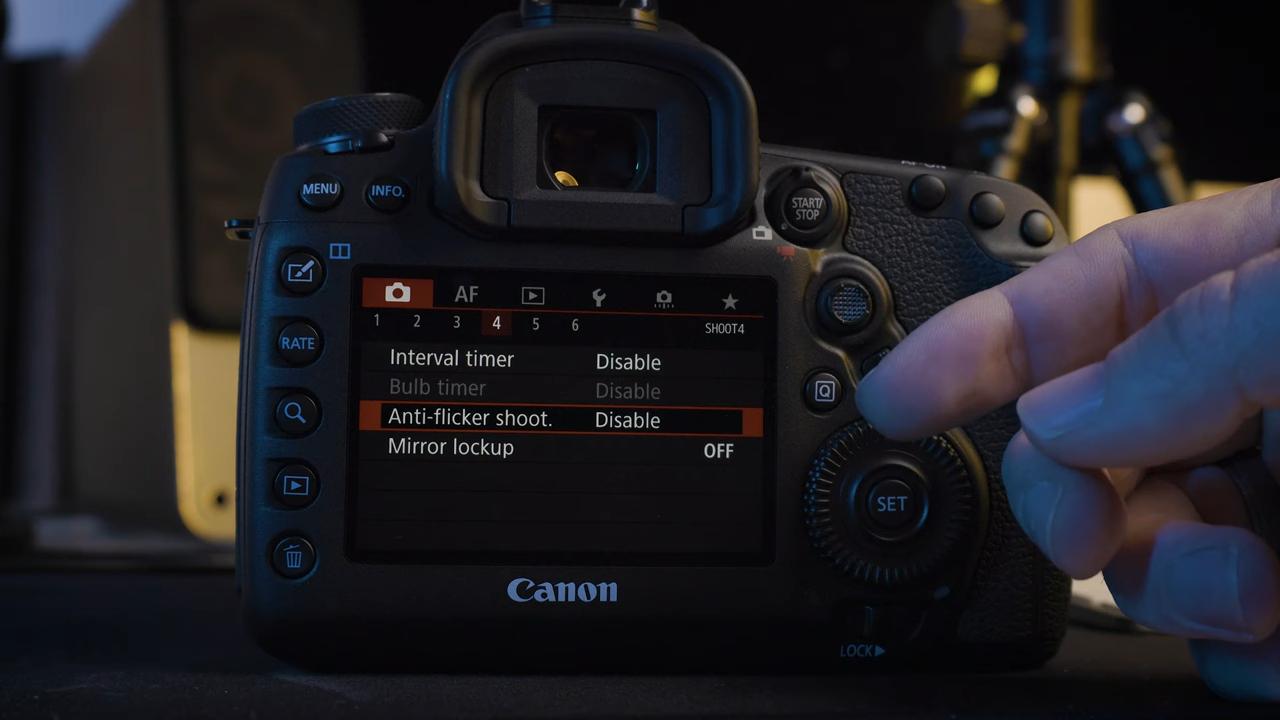 MENU INFO.
START/
STOP
AF
1 2 3 4 5 6 SHOOT4
RATE
Interval timer Disable
Bulb timer Disable
Q
Anti-flicker shoot. Disable
Mirror lockup OFF
SET
Canon
LOCK▶